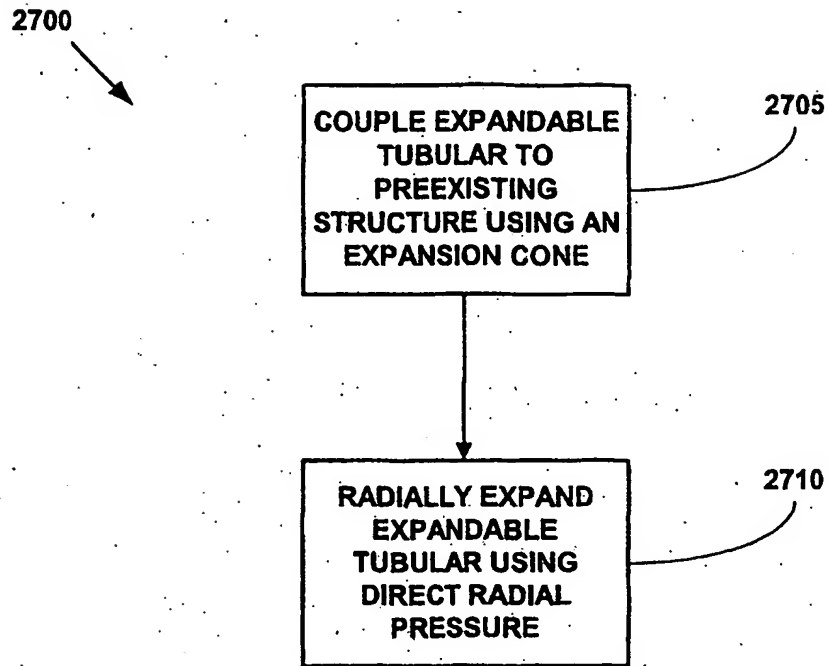 2700
2705
COUPLE EXPANDABLE
TUBULAR TO
PREEXISTING
STRUCTURE USING AN
EXPANSION CONE
2710
RADIALLY EXPAND
EXPANDABLE
TUBULAR USING
DIRECT RADIAL
PRESSURE